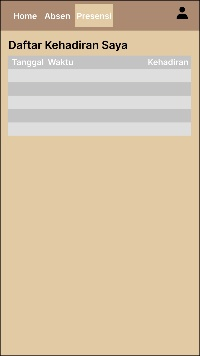 Home Absen Presensi
Daftar Kehadiran Saya
Tanggal Waktu Kehadiran